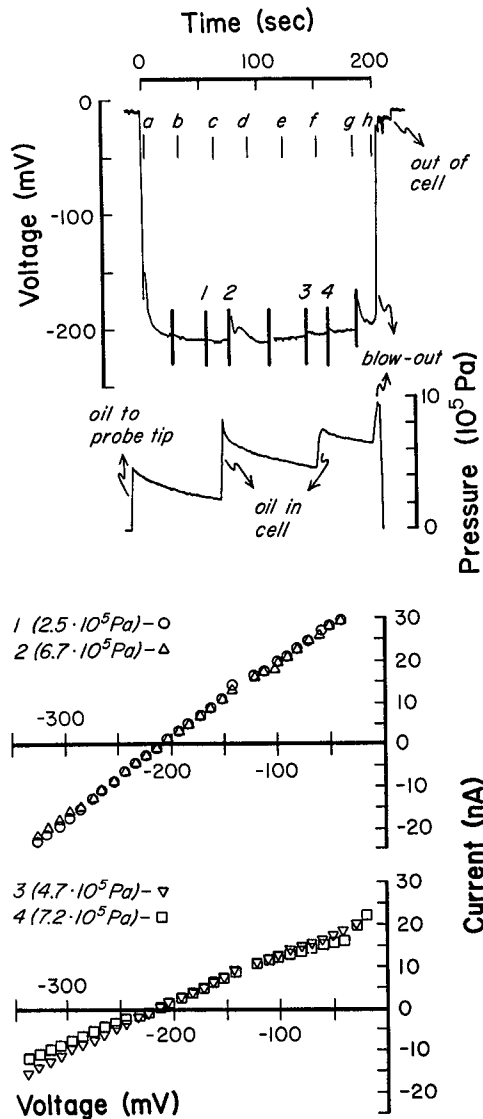 Time (sec)
0 100 200
0
-100
-200
Voltage (mV)
a b c d e f g h
out of
cell
1 2 3 4
blow-out
oil to
probe tip
oil in
cell
10
5
0
Pressure (10⁵ Pa)
1 (2.5·10⁵Pa)-○
2 (6.7·10⁵Pa)-△
30
20
10
0
-10
-20
-300
-200
-100
Current (nA)
3 (4.7·10⁵Pa)-▽
4 (7.2·10⁵Pa)-□
30
20
10
0
-10
-20
-300
-200
-100
Voltage (mV)